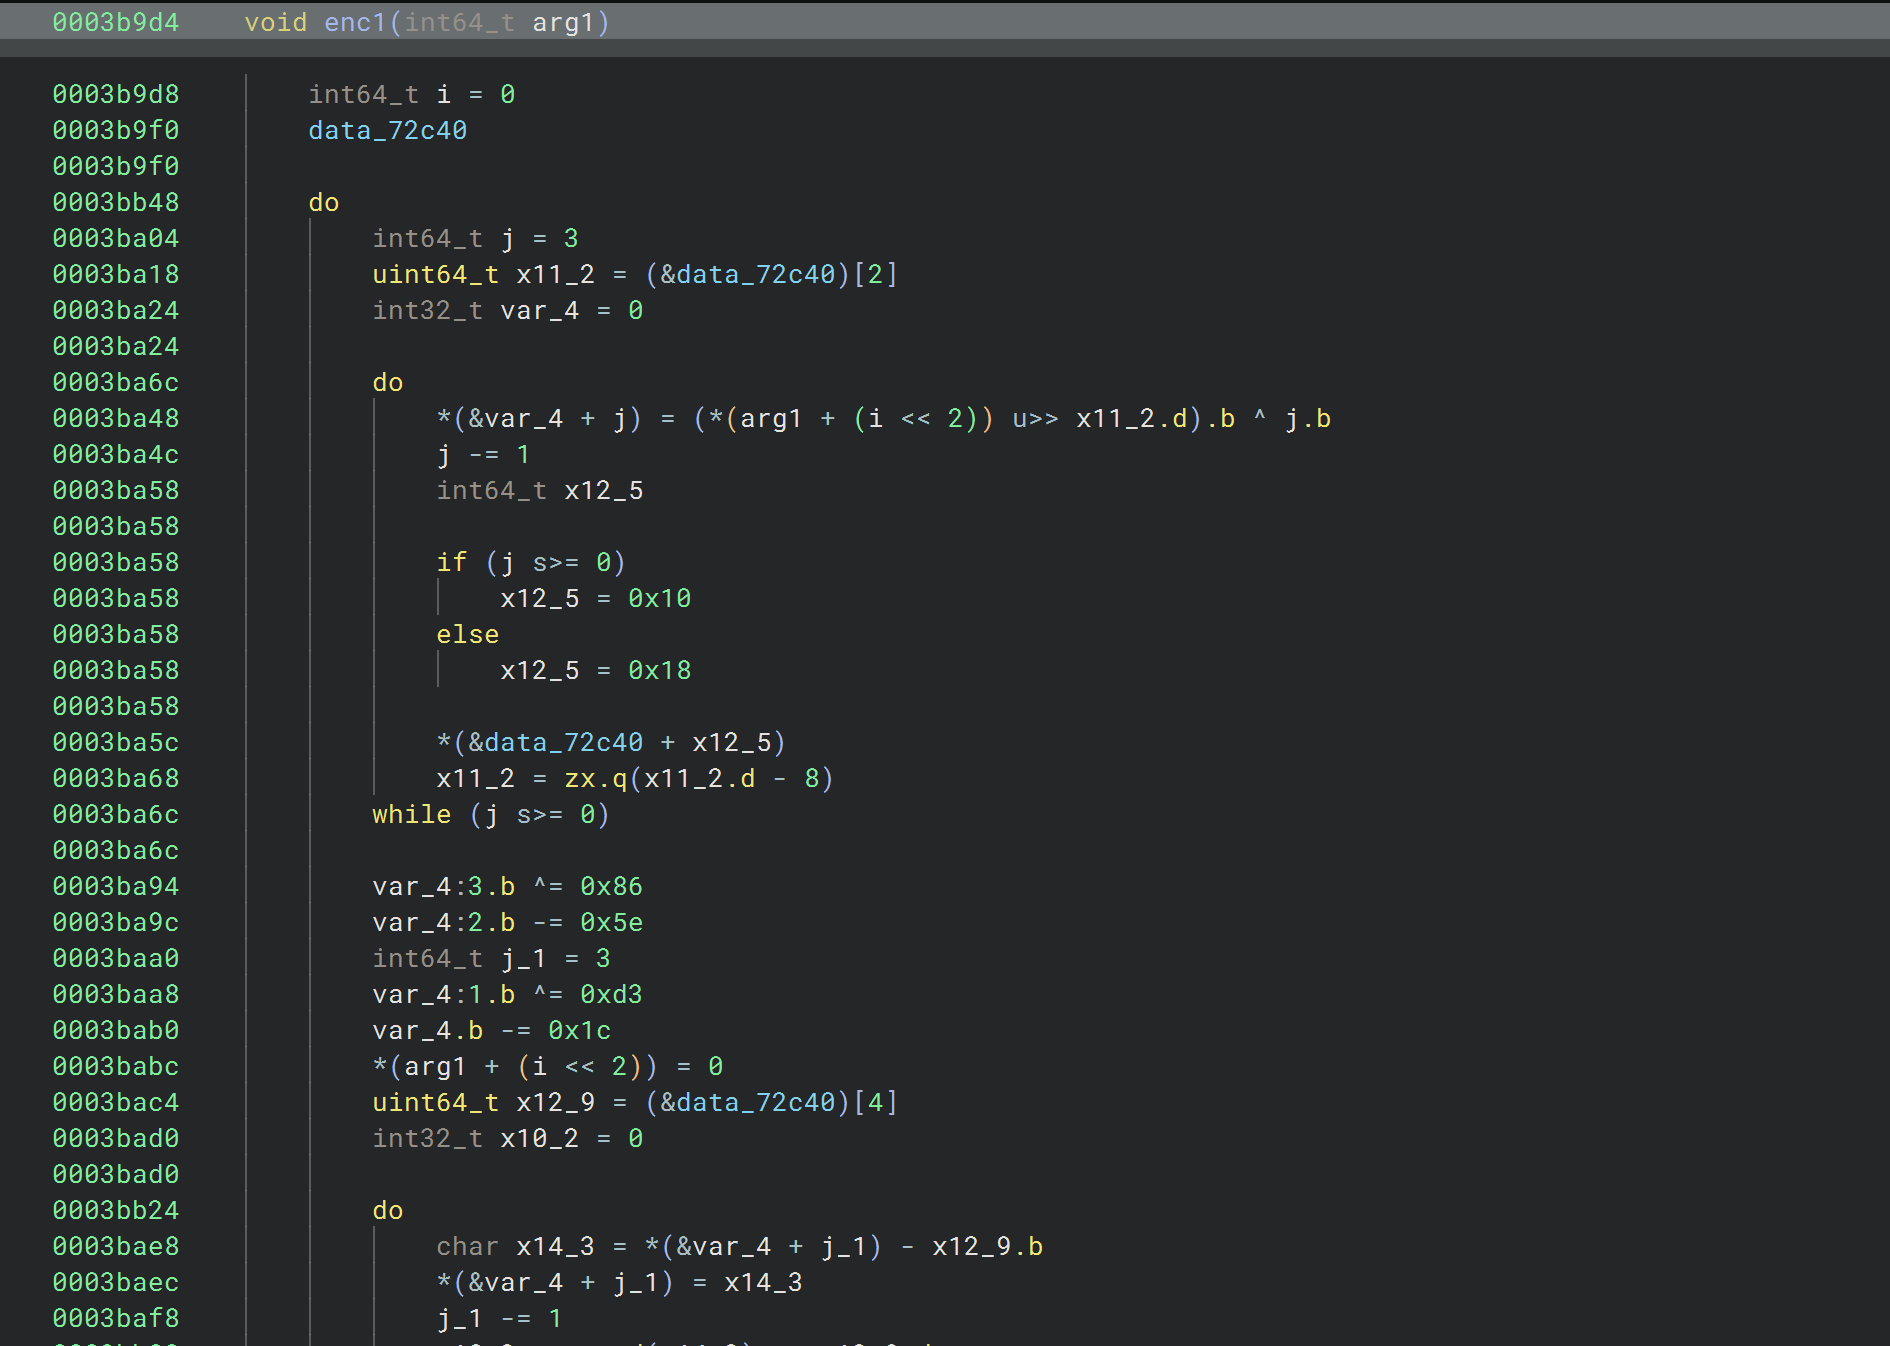 0003b9d4 void enc1(int64_t arg1)
0003b9d8 int64_t i = 0
0003b9f0 data_72c40
0003b9f0
0003bb48 do
0003ba04 int64_t j = 3
0003ba18 uint64_t x11_2 = (&data_72c40)[2]
0003ba24 int32_t var_4 = 0
0003ba24
0003ba6c do
0003ba48 *(&var_4 + j) = (*(arg1 + (i << 2)) u>> x11_2.d).b ^ j.b
0003ba4c j -= 1
0003ba58 int64_t x12_5
0003ba58
0003ba58 if (j s>= 0)
0003ba58 x12_5 = 0x10
0003ba58 else
0003ba58 x12_5 = 0x18
0003ba58
0003ba5c *(&data_72c40 + x12_5)
0003ba68 x11_2 = zx.q(x11_2.d - 8)
0003ba6c while (j s>= 0)
0003ba6c
0003ba94 var_4:3.b ^= 0x86
0003ba9c var_4:2.b -= 0x5e
0003baa0 int64_t j_1 = 3
0003baa8 var_4:1.b ^= 0xd3
0003bab0 var_4.b -= 0x1c
0003babc *(arg1 + (i << 2)) = 0
0003bac4 uint64_t x12_9 = (&data_72c40)[4]
0003bad0 int32_t x10_2 = 0
0003bad0
0003bb24 do
0003bae8 char x14_3 = *(&var_4 + j_1) - x12_9.b
0003baec *(&var_4 + j_1) = x14_3
0003baf8 j_1 -= 1